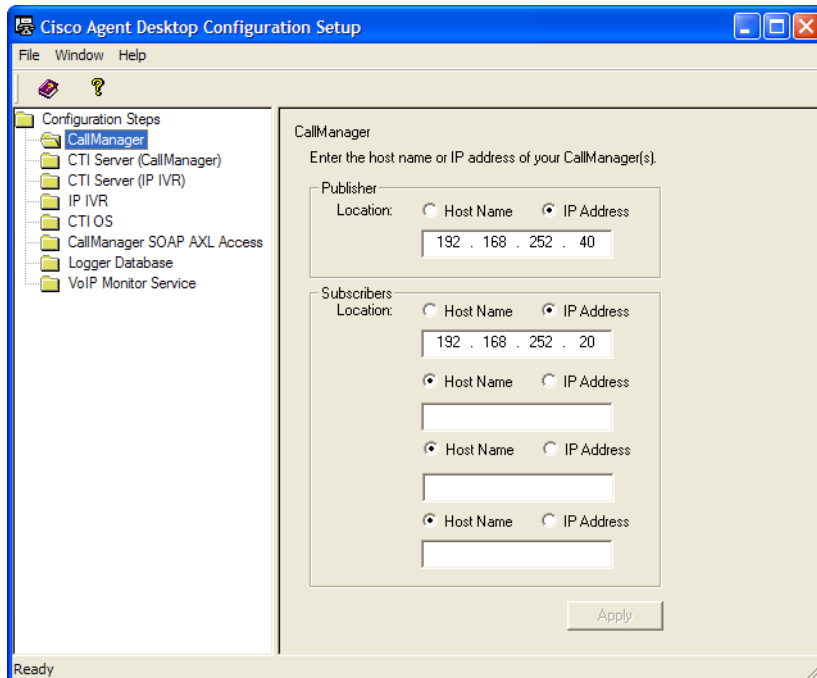 Cisco Agent Desktop Configuration Setup
File Window Help
Configuration Steps
CallManager
CTI Server (CallManager)
CTI Server (IP IVR)
IP IVR
CTI OS
CallManager SOAP AXL Access
Logger Database
VoIP Monitor Service
CallManager
Enter the host name or IP address of your CallManager(s).
Publisher
Location: Host Name IP Address
192 . 168 . 252 . 40
Subscribers
Location: Host Name IP Address
192 . 168 . 252 . 20
Host Name IP Address
Host Name IP Address
Host Name IP Address
Apply
Ready